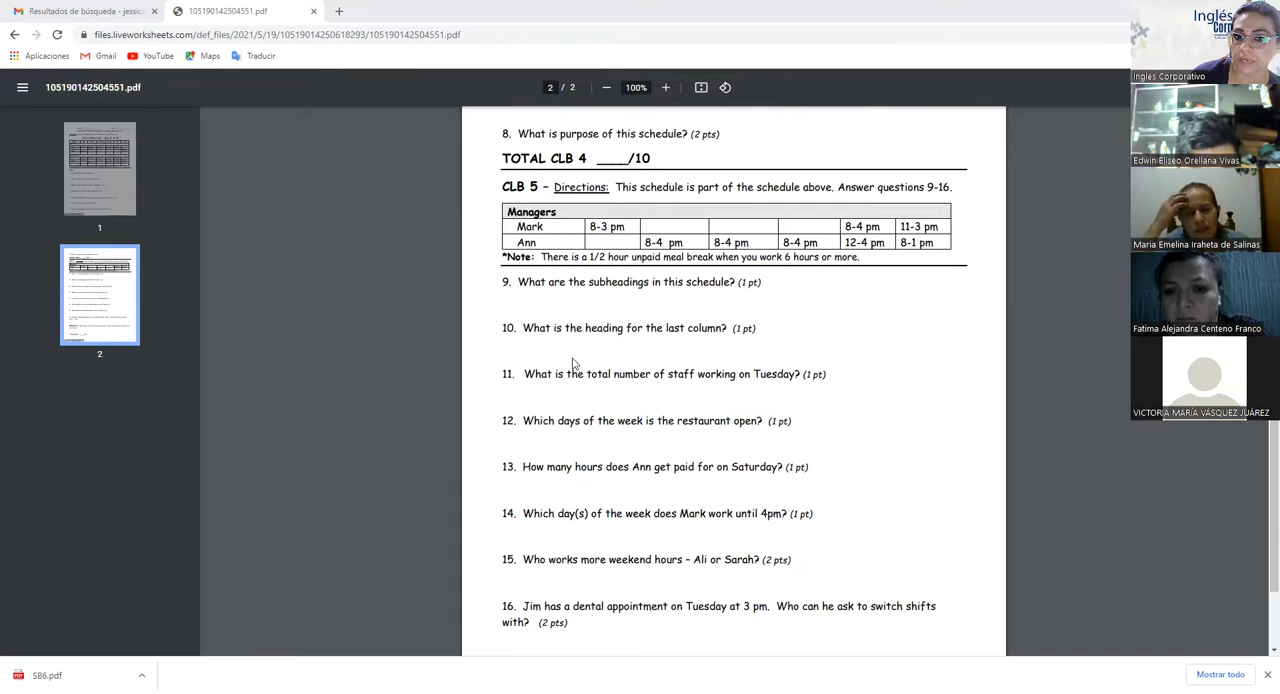 Resultados de búsqueda - jessic
105190142504551.pdf
files.liveworksheets.com/def_files/2021/5/19/10519014250618293/105190142504551.pdf
Aplicaciones
Gmail
YouTube
Maps
Traducir
105190142504551.pdf
2 / 2
100%
1
2
8. What is purpose of this schedule? (2 pts)
TOTAL CLB 4 ____/10
CLB 5 – Directions: This schedule is part of the schedule above. Answer questions 9-16.
Managers
Mark 8-3 pm 8-4 pm 11-3 pm
Ann 8-4 pm 8-4 pm 8-4 pm 12-4 pm 8-1 pm
*Note: There is a 1/2 hour unpaid meal break when you work 6 hours or more.
9. What are the subheadings in this schedule? (1 pt)
10. What is the heading for the last column? (1 pt)
11. What is the total number of staff working on Tuesday? (1 pt)
12. Which days of the week is the restaurant open? (1 pt)
13. How many hours does Ann get paid for on Saturday? (1 pt)
14. Which day(s) of the week does Mark work until 4pm? (1 pt)
15. Who works more weekend hours – Ali or Sarah? (2 pts)
16. Jim has a dental appointment on Tuesday at 3 pm. Who can he ask to switch shifts
with? (2 pts)
Inglés
Ingles Corporativo
Edwin Eliseo Orellana Vivas
Maria Emelina Iraheta de Salinas
Fatima Alejandra Centeno Franco
VICTORIA MARÍA VÁSQUEZ JUÁREZ
SB6.pdf
Mostrar todo